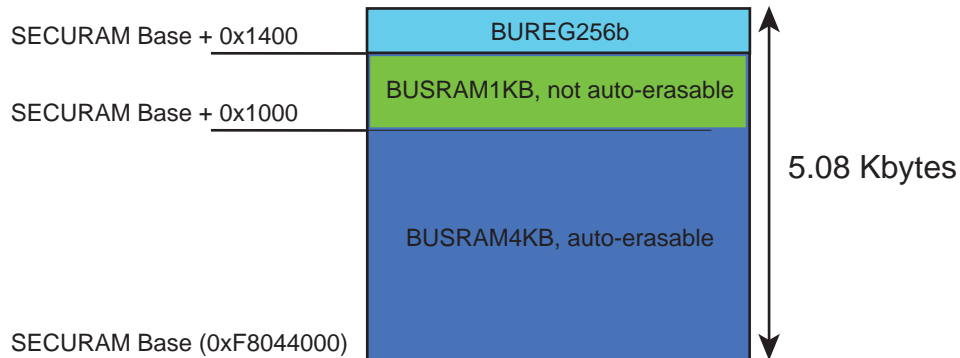 SECURAM Base + 0x1400
BUREG256b
BUSRAM1KB, not auto-erasable
SECURAM Base + 0x1000
5.08 Kbytes
BUSRAM4KB, auto-erasable
SECURAM Base (0xF8044000)